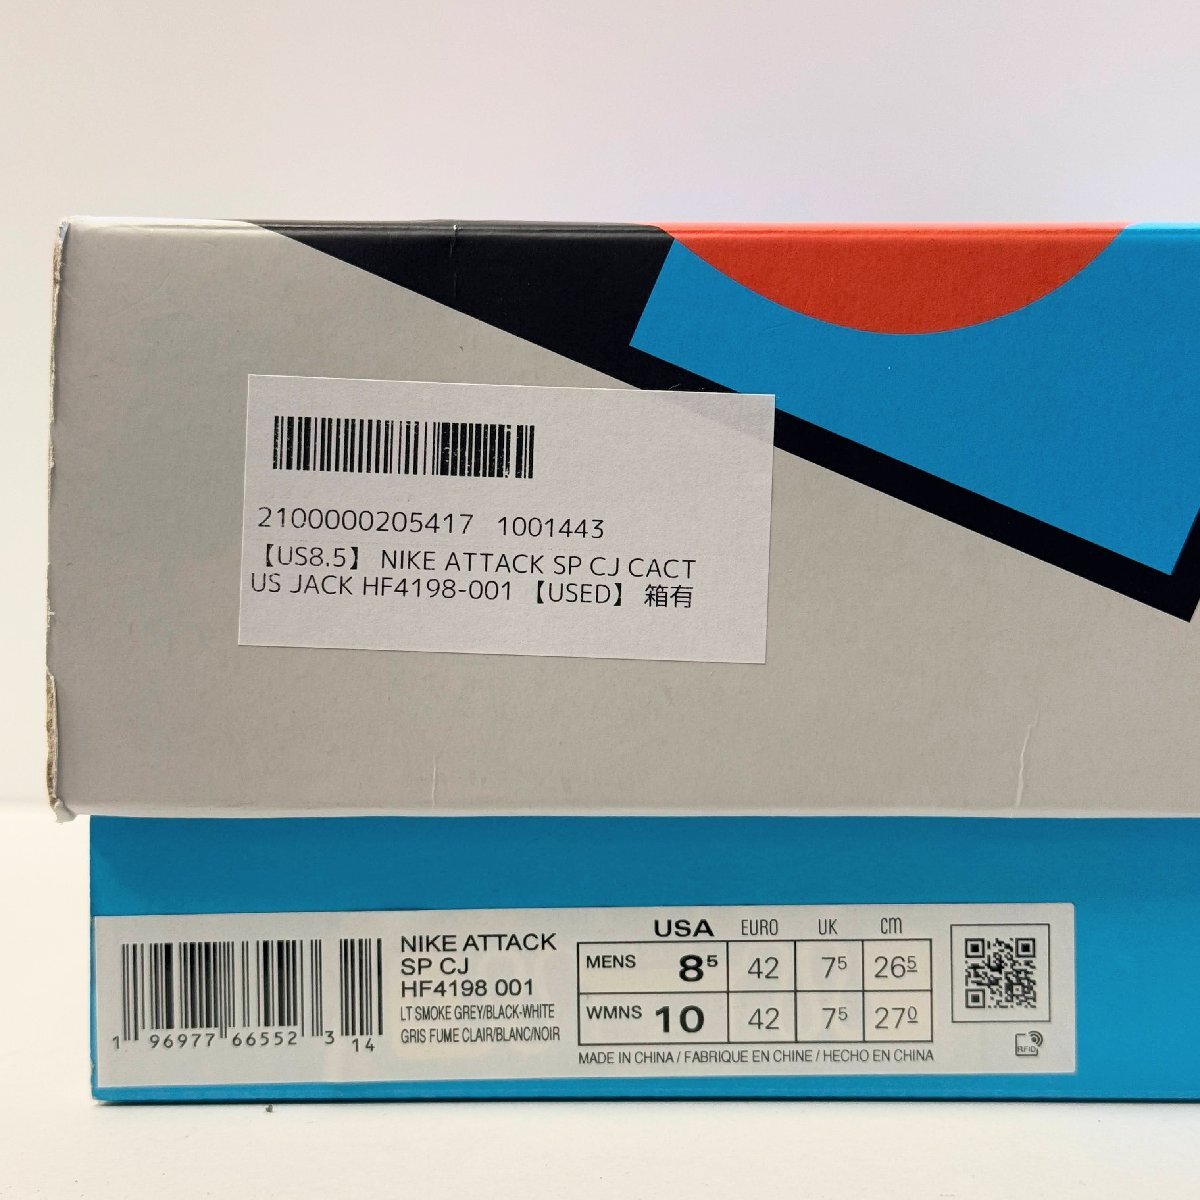 2100000205417 1001443
【US8.5】 NIKE ATTACK SP CJ CACT
US JACK HF4198-001 【USED】 箱有
1 96977 66552 3 14
NIKE ATTACK
SP CJ
HF4198 001
LT SMOKE GREY/BLACK-WHITE
GRIS FUME CLAIR/BLANC/NOIR
USA EURO UK cm
MENS 8⁵ 42 7⁵ 26⁵
WMNS 10 42 7⁵ 27⁰
MADE IN CHINA / FABRIQUE EN CHINE / HECHO EN CHINA
RFID